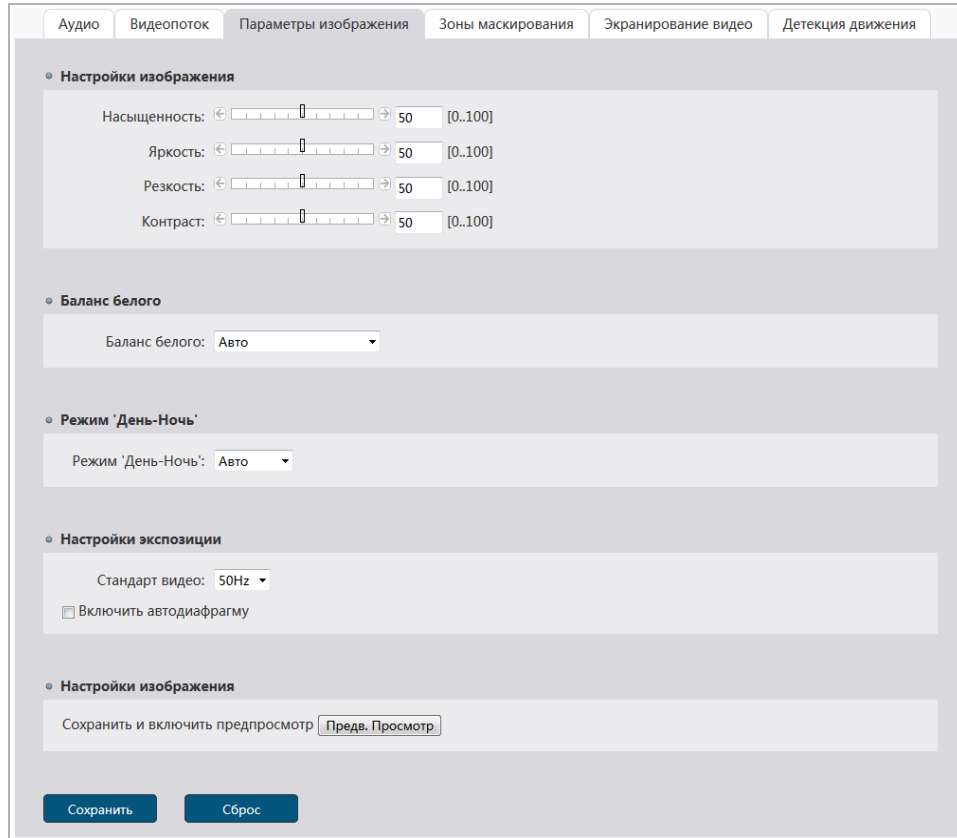 Аудио Видеопоток Параметры изображения Зоны маскирования Экранирование видео Детекция движения
Настройки изображения
Насыщенность: 50 [0..100]
Яркость: 50 [0..100]
Резкость: 50 [0..100]
Контраст: 50 [0..100]
Баланс белого
Баланс белого: Авто
Режим 'День-Ночь'
Режим 'День-Ночь': Авто
Настройки экспозиции
Стандарт видео: 50Hz
Включить автодиафрагму
Настройки изображения
Сохранить и включить предпросмотр Предв. Просмотр
Сохранить Сброс